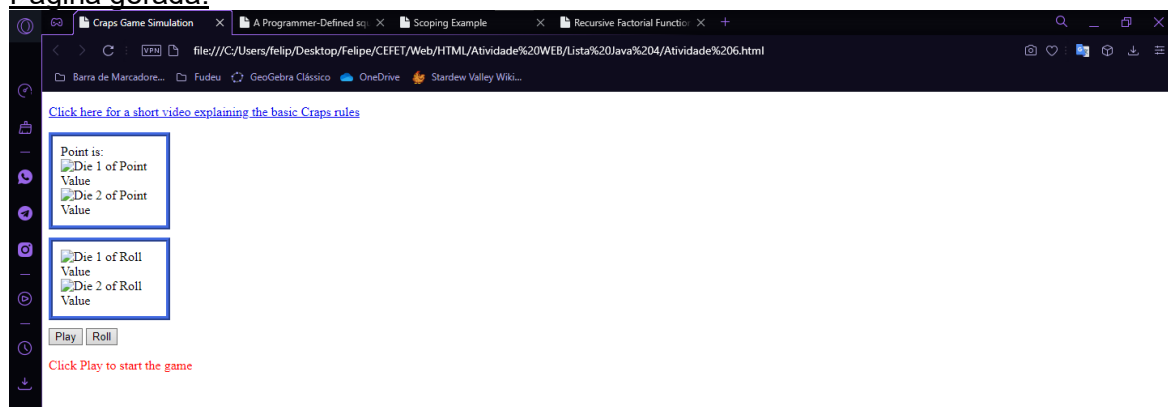 Página gerada:
Craps Game Simulation
A Programmer-Defined squ
Scoping Example
Recursive Factorial Function
VPN
file:///C:/Users/felip/Desktop/Felipe/CEFET/Web/HTML/Atividade%20WEB/Lista%20Java%204/Atividade%206.html
Barra de Marcadore...
Fudeu
GeoGebra Clássico
OneDrive
Stardew Valley Wiki...
Click here for a short video explaining the basic Craps rules
Point is:
Die 1 of Point
Value
Die 2 of Point
Value
Die 1 of Roll
Value
Die 2 of Roll
Value
Play
Roll
Click Play to start the game